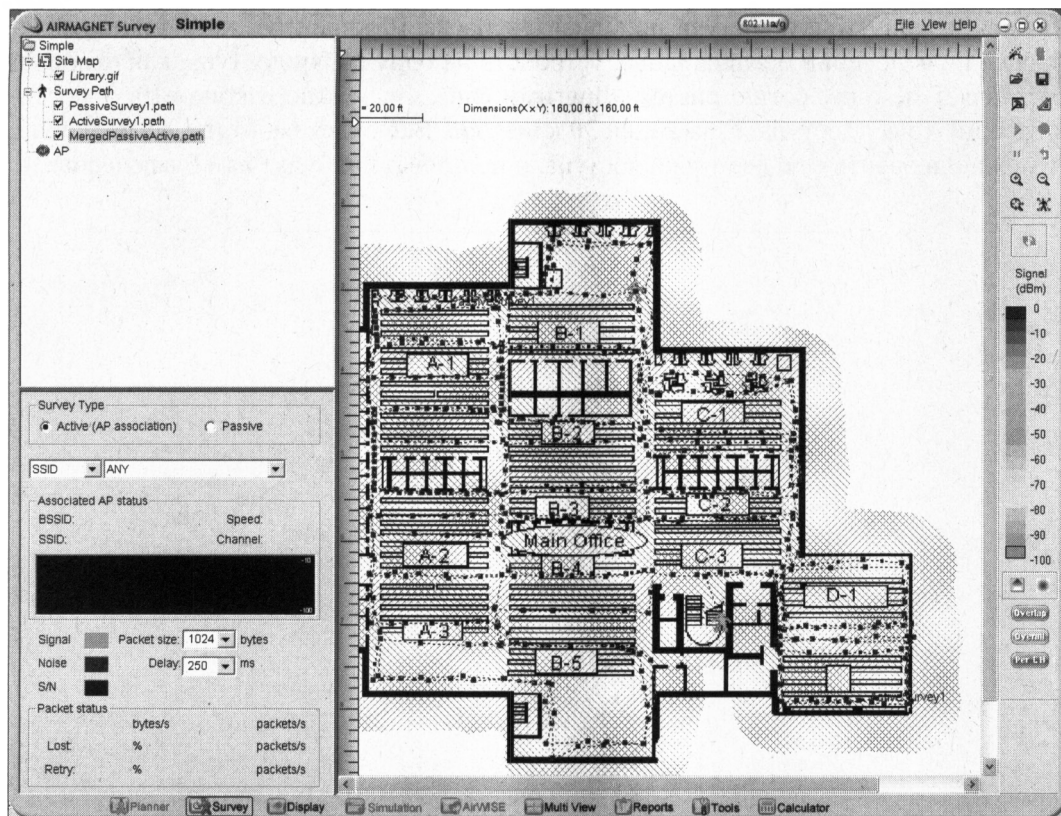 AIRMAGNET Survey Simple
802.11a/g
File View Help
Simple
Site Map
Library.gif
Survey Path
PassiveSurvey1.path
ActiveSurvey1.path
MergedPassiveActive.path
AP
= 20,00 ft
Dimensions(X x Y): 160,00 ft x 160,00 ft
Survey Type
Active (AP association)
Passive
SSID
ANY
Associated AP status
BSSID:
Speed:
SSID:
Channel:
-10
-100
Signal
Packet size: 1024 bytes
Noise
Delay: 250 ms
S/N
Packet status
bytes/s
packets/s
Lost:
%
packets/s
Retry:
%
packets/s
A-1
A-2
A-3
B-1
B-2
B-3
Main Office
B-4
B-5
C-1
C-2
C-3
D-1
Signal
(dBm)
0
-10
-20
-30
-40
-50
-60
-70
-80
-90
-100
Overlap
Planner
Survey
Display
Simulation
AirWISE
Multi View
Reports
Tools
Calculator